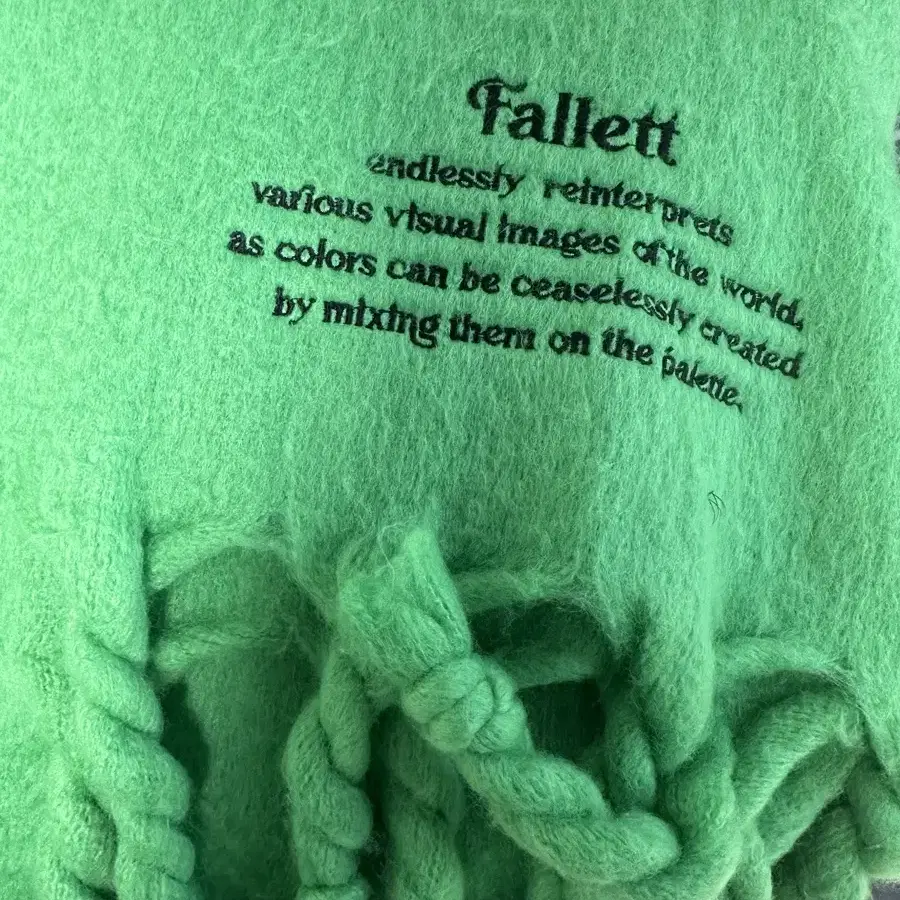 Fallett
endlessly reinterprets
various visual images of the world,
as colors can be ceaselessly created
by mixing them on the palette.